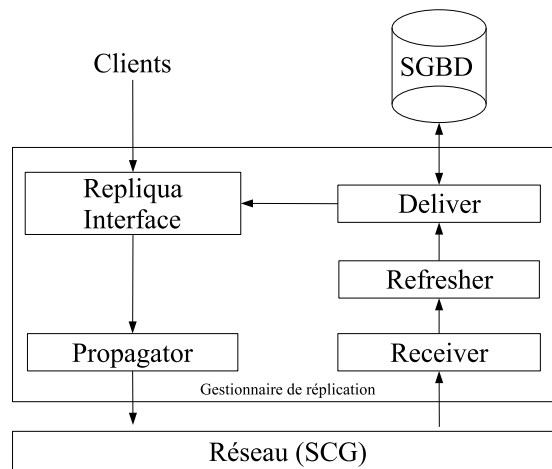 Clients
SGBD
Repliqua
Interface
Deliver
Refresher
Propagator
Receiver
Gestionnaire de réplication
Réseau (SCG)